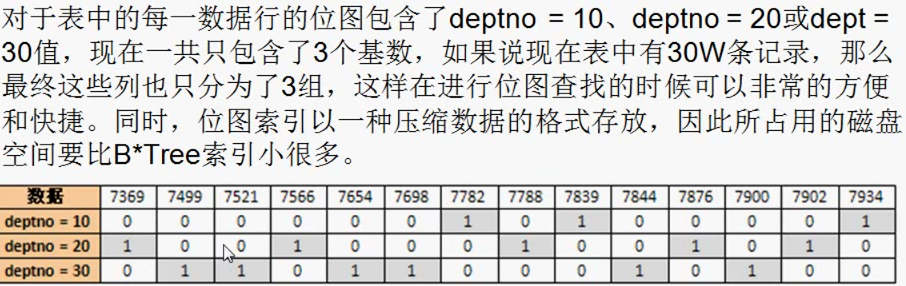 对于表中的每一数据行的位图包含了deptno = 10、deptno = 20或dept =
30值，现在一共只包含了3个基数，如果说现在表中有30W条记录，那么
最终这些列也只分为了3组，这样在进行位图查找的时候可以非常的方便
和快捷。同时，位图索引以一种压缩数据的格式存放，因此所占用的磁盘
空间要比B*Tree索引小很多。
数据 7369 7499 7521 7566 7654 7698 7782 7788 7839 7844 7876 7900 7902 7934
deptno = 10 0 0 0 0 0 0 1 0 1 0 0 0 0 1
deptno = 20 1 0 0 1 0 0 0 1 0 0 1 0 1 0
deptno = 30 0 1 1 0 1 1 0 0 0 1 0 1 0 0